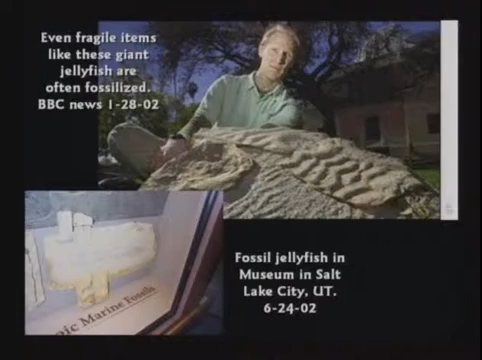 Even fragile items
like these giant
jellyfish are
often fossilized.
BBC news 1-28-02
Fossil jellyfish in
Museum in Salt
Lake City, UT.
6-24-02
oic Marine Fossils